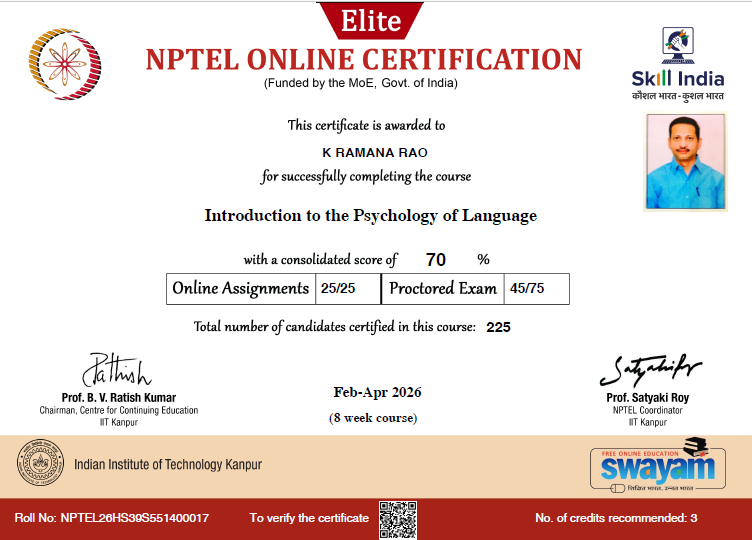 Elite
NPTEL ONLINE CERTIFICATION
(Funded by the MoE, Govt. of India)
Skill India
कौशल भारत-कुशल भारत
This certificate is awarded to
K RAMANA RAO
for successfully completing the course
Introduction to the Psychology of Language
with a consolidated score of 70 %
Online Assignments 25/25 Proctored Exam 45/75
Total number of candidates certified in this course: 225
Prof. B. V. Ratish Kumar
Chairman, Centre for Continuing Education
IIT Kanpur
Feb-Apr 2026
(8 week course)
Prof. Satyaki Roy
NPTEL Coordinator
IIT Kanpur
Indian Institute of Technology Kanpur
FREE ONLINE EDUCATION
swayam
शिक्षित भारत, उन्नत भारत
Roll No: NPTEL26HS39S551400017 To verify the certificate No. of credits recommended: 3